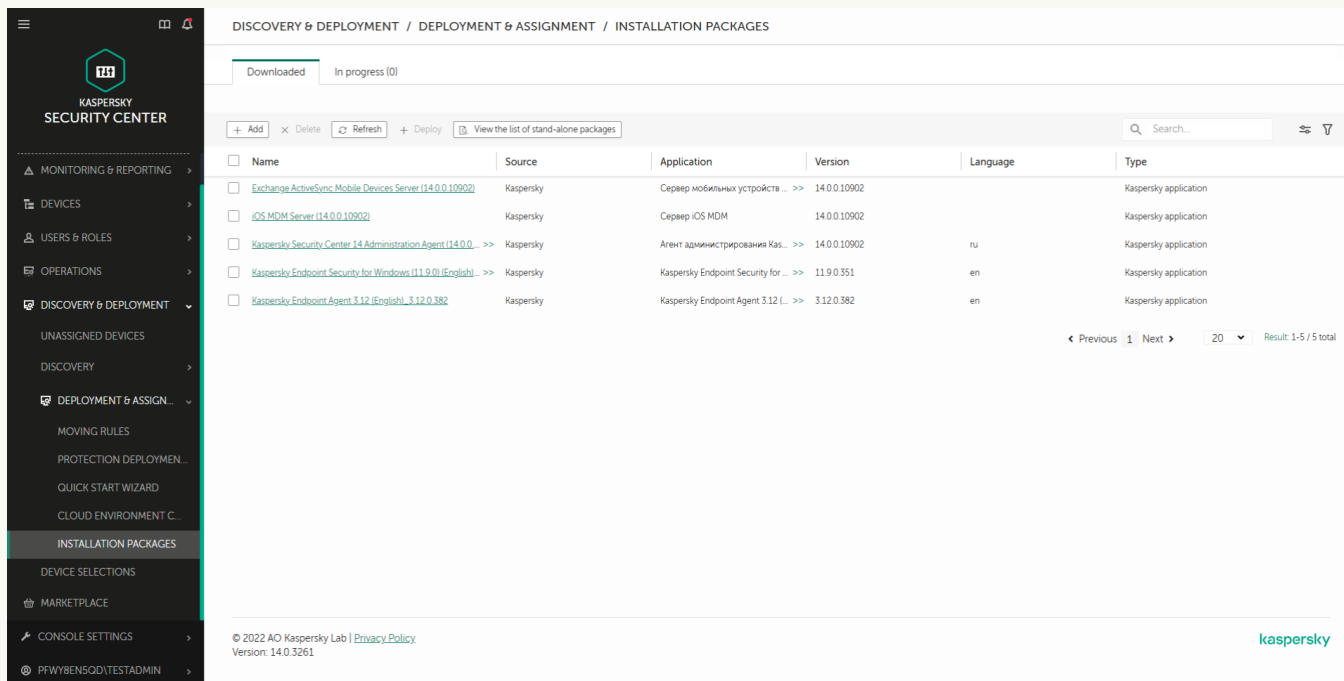 KASPERSKY
SECURITY CENTER
MONITORING & REPORTING
DEVICES
USERS & ROLES
OPERATIONS
DISCOVERY & DEPLOYMENT
UNASSIGNED DEVICES
DISCOVERY
DEPLOYMENT & ASSIGN...
MOVING RULES
PROTECTION DEPLOYMEN...
QUICK START WIZARD
CLOUD ENVIRONMENT C...
INSTALLATION PACKAGES
DEVICE SELECTIONS
MARKETPLACE
CONSOLE SETTINGS
PFWY8EN5QD\TESTADMIN
DISCOVERY & DEPLOYMENT / DEPLOYMENT & ASSIGNMENT / INSTALLATION PACKAGES
Downloaded In progress (0)
+ Add × Delete Refresh + Deploy View the list of stand-alone packages Search...
Name Source Application Version Language Type
Exchange ActiveSync Mobile Devices Server (14.0.0.10902) Kaspersky Сервер мобильных устройств ... >> 14.0.0.10902 Kaspersky application
iOS MDM Server (14.0.0.10902) Kaspersky Сервер iOS MDM 14.0.0.10902 Kaspersky application
Kaspersky Security Center 14 Administration Agent (14.0.0.... >> Kaspersky Агент администрирования Kas... >> 14.0.0.10902 ru Kaspersky application
Kaspersky Endpoint Security for Windows (11.9.0) (English)... >> Kaspersky Kaspersky Endpoint Security for ... >> 11.9.0.351 en Kaspersky application
Kaspersky Endpoint Agent 3.12 (English)_3.12.0.382 Kaspersky Kaspersky Endpoint Agent 3.12 (... >> 3.12.0.382 en Kaspersky application
Previous 1 Next 20 Result: 1-5 / 5 total
© 2022 AO Kaspersky Lab | Privacy Policy
Version: 14.0.3261
kaspersky